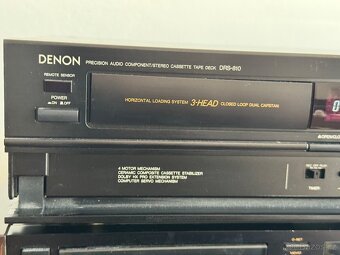 DENON PRECISION AUDIO COMPONENT/STEREO CASSETTE TAPE DECK DRS-810
REMOTE SENSOR
POWER
ON OFF
HORIZONTAL LOADING SYSTEM 3-HEAD CLOSED LOOP DUAL CAPSTAN
4 MOTOR MECHANISM
CERAMIC COMPOSITE CASSETTE STABILIZER
DOLBY HX PRO EXTENSION SYSTEM
COMPUTER SERVO MECHANISM
TIMER